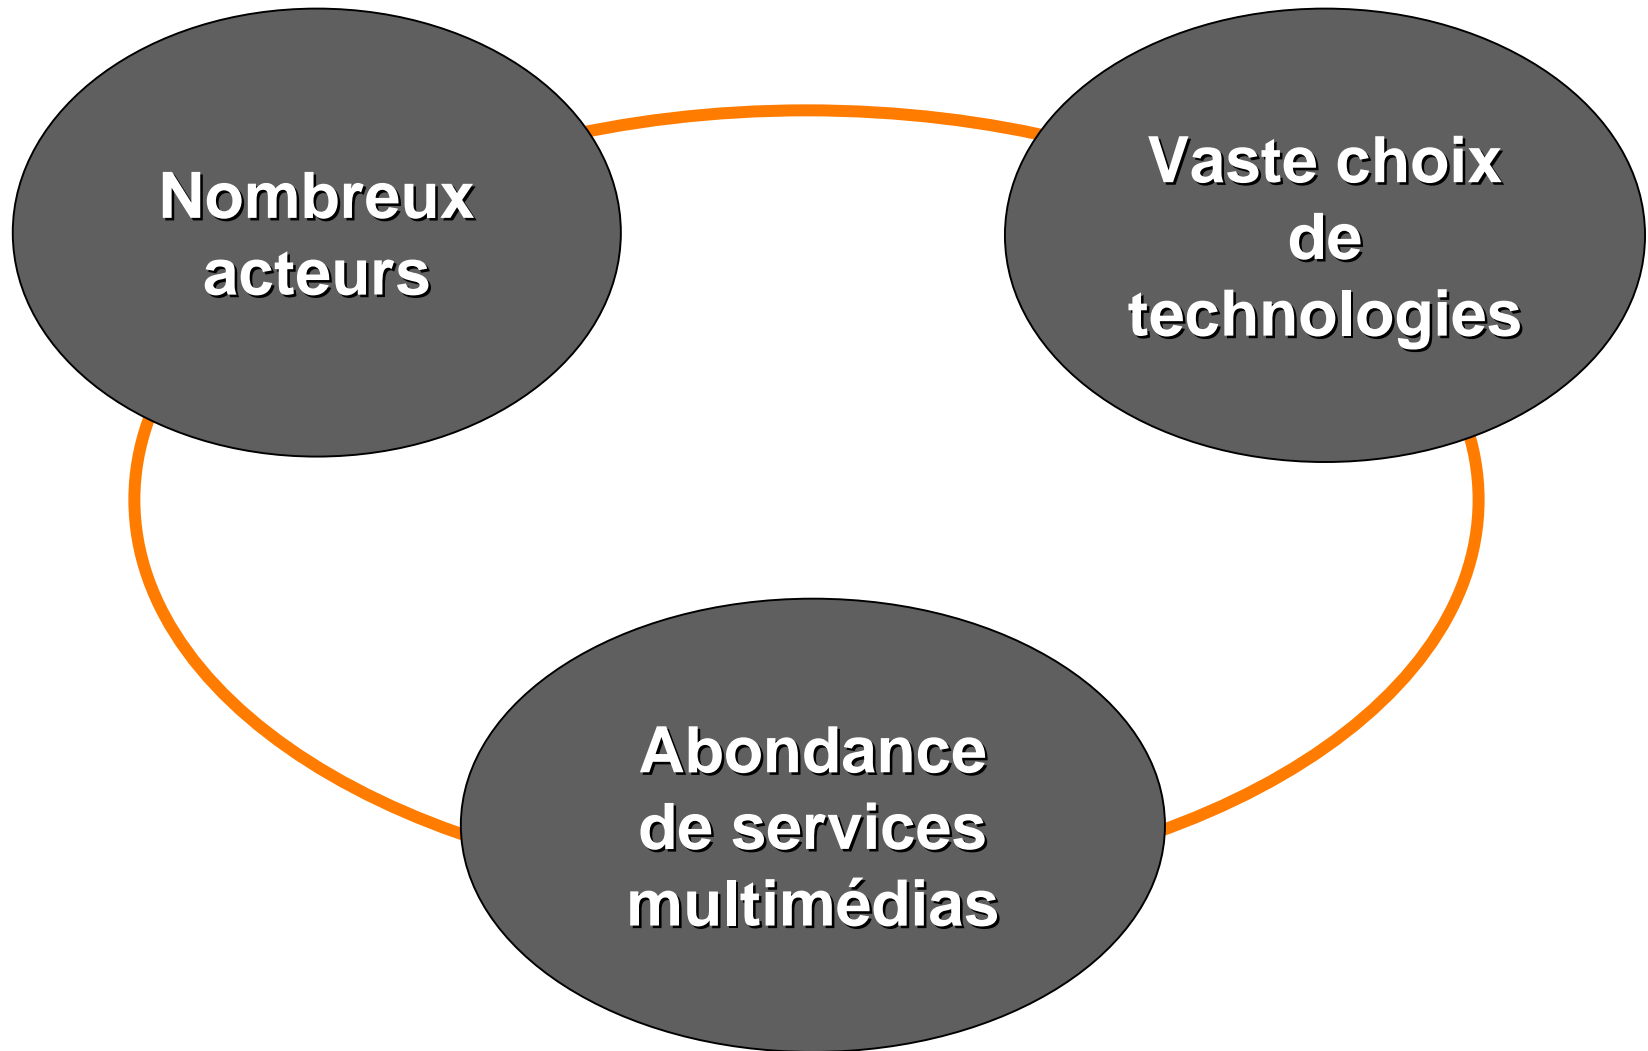 Nombreux
acteurs
Vaste choix
de
technologies
Abondance
de services
multimédias